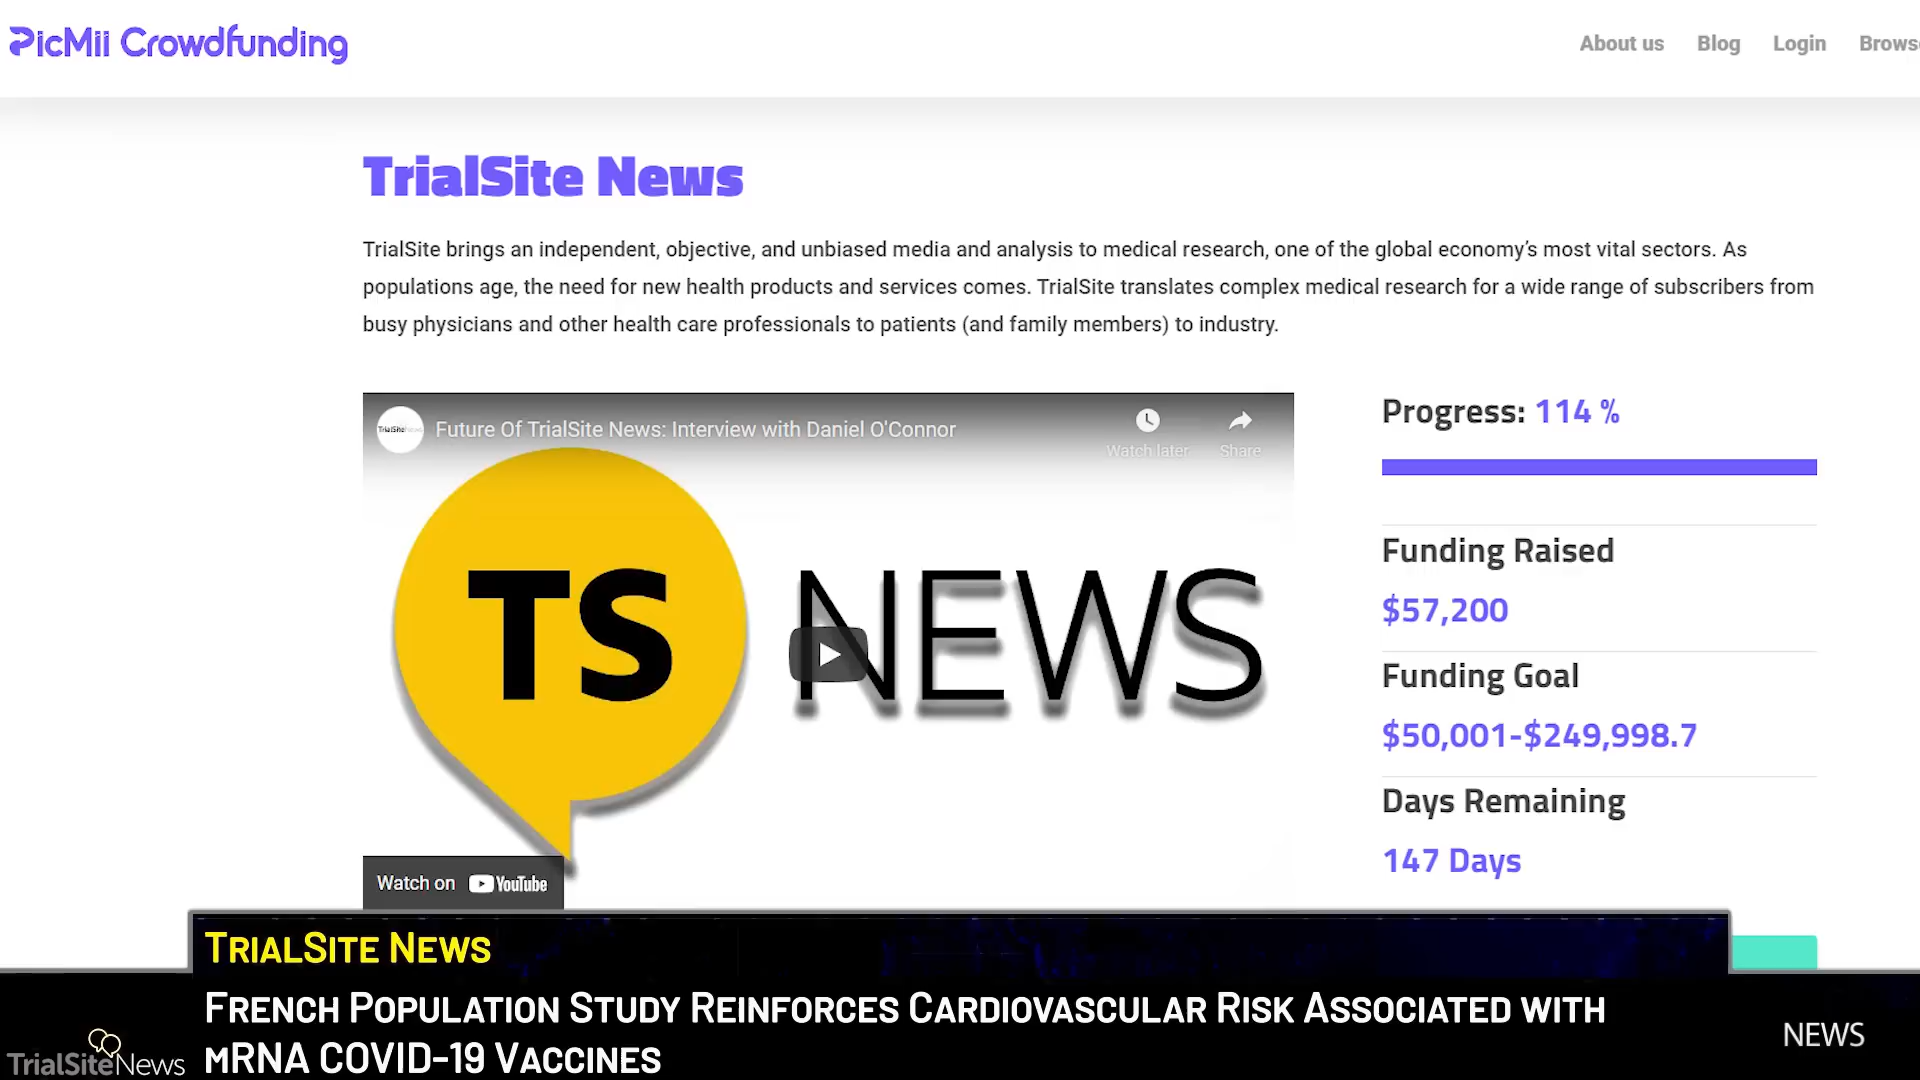 PicMii Crowdfunding
About us Blog Login Brows
TrialSite News
TrialSite brings an independent, objective, and unbiased media and analysis to medical research, one of the global economy’s most vital sectors. As
populations age, the need for new health products and services comes. TrialSite translates complex medical research for a wide range of subscribers from
busy physicians and other health care professionals to patients (and family members) to industry.
TrialSiteNews
Future Of TrialSite News: Interview with Daniel O'Connor
Watch later Share
TS NEWS
Watch on YouTube
Progress: 114 %
Funding Raised
$57,200
Funding Goal
$50,001-$249,998.7
Days Remaining
147 Days
TrialSite News
French Population Study Reinforces Cardiovascular Risk Associated with
mRNA COVID-19 Vaccines
TrialSiteNews
NEWS